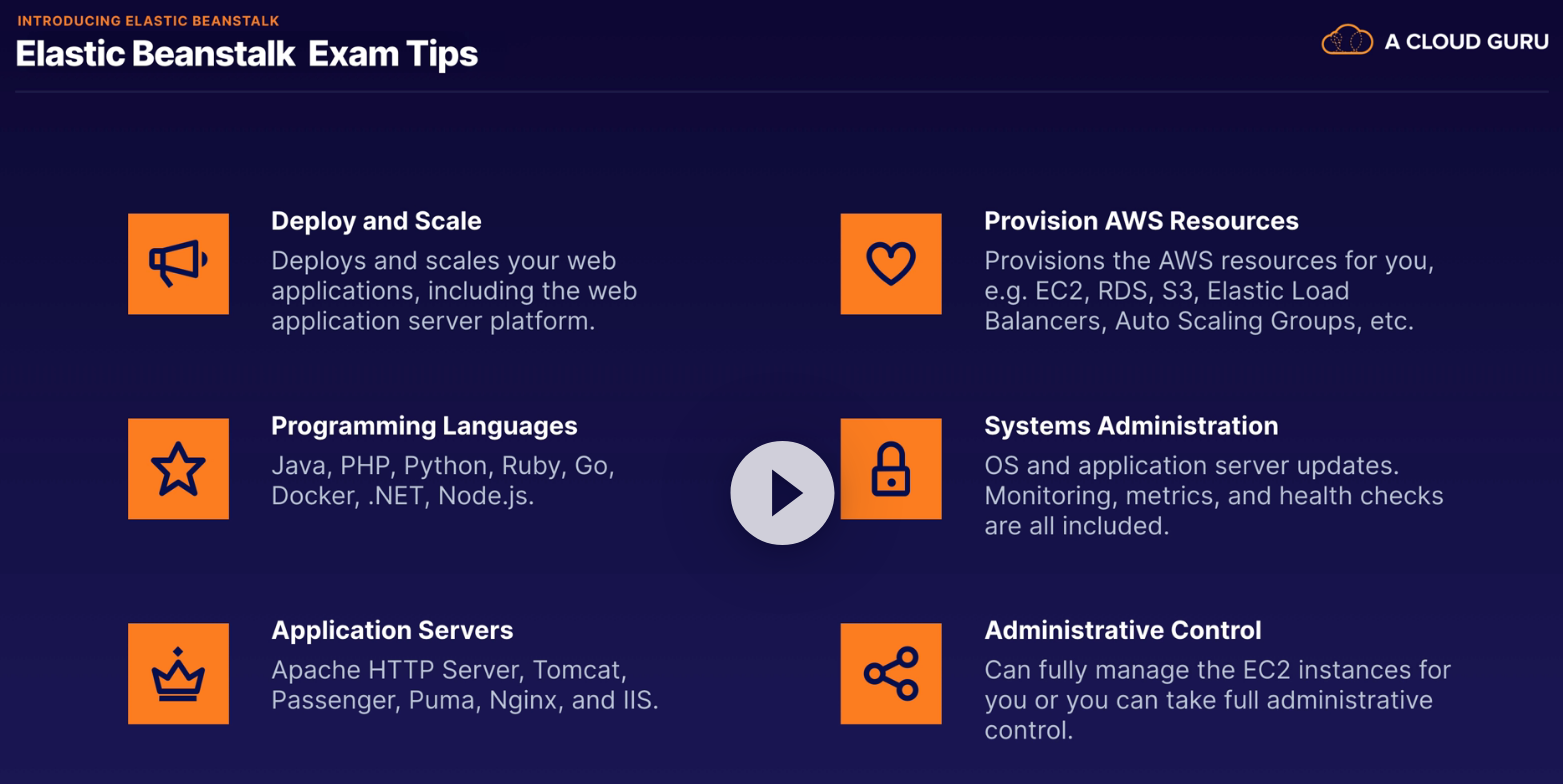 INTRODUCING ELASTIC BEANSTALK
Elastic Beanstalk Exam Tips
A CLOUD GURU
Deploy and Scale
Deploys and scales your web
applications, including the web
application server platform.
Provision AWS Resources
Provisions the AWS resources for you,
e.g. EC2, RDS, S3, Elastic Load
Balancers, Auto Scaling Groups, etc.
Programming Languages
Java, PHP, Python, Ruby, Go,
Docker, .NET, Node.js.
Systems Administration
OS and application server updates.
Monitoring, metrics, and health checks
are all included.
Application Servers
Apache HTTP Server, Tomcat,
Passenger, Puma, Nginx, and IIS.
Administrative Control
Can fully manage the EC2 instances for
you or you can take full administrative
control.